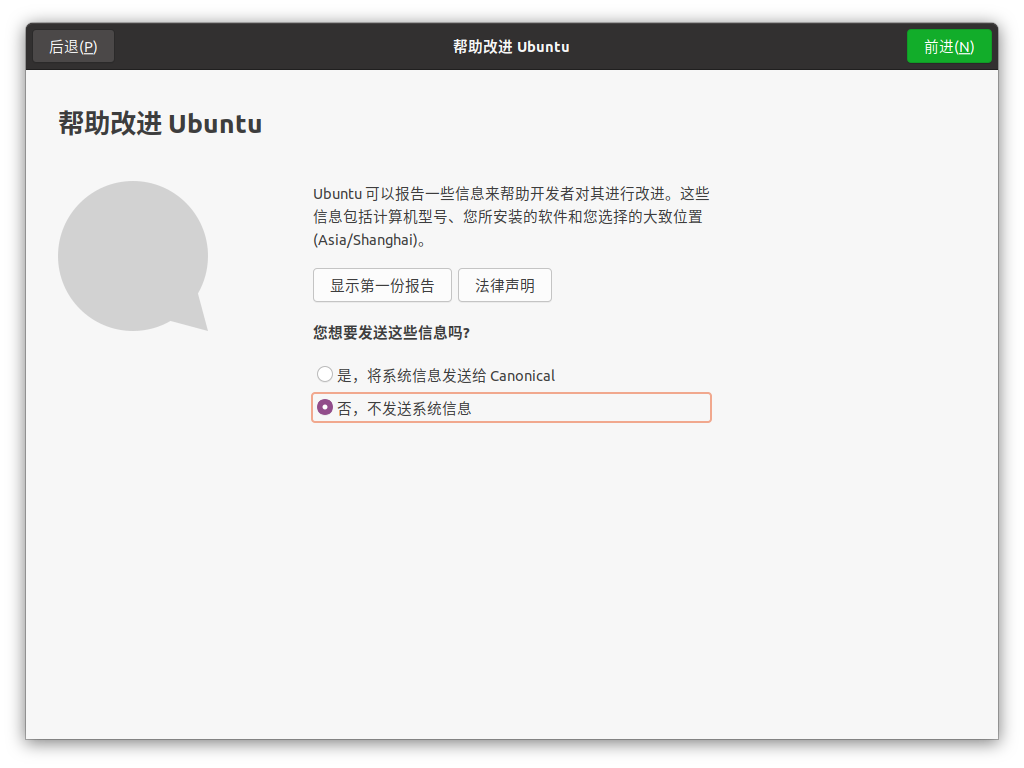 后退(P)
帮助改进 Ubuntu
前进(N)
帮助改进 Ubuntu
Ubuntu 可以报告一些信息来帮助开发者对其进行改进。这些
信息包括计算机型号、您所安装的软件和您选择的大致位置
(Asia/Shanghai)。
显示第一份报告
法律声明
您想要发送这些信息吗?
是，将系统信息发送给 Canonical
否，不发送系统信息